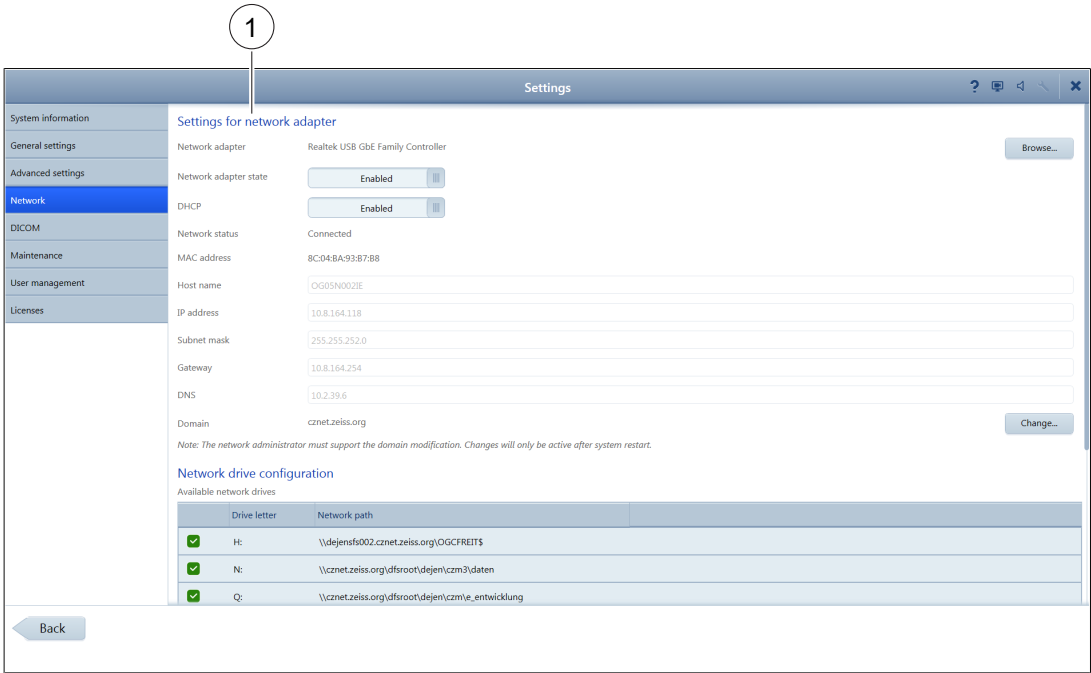 1
Settings
?
System information
General settings
Advanced settings
Network
DICOM
Maintenance
User management
Licenses
Settings for network adapter
Network adapter Realtek USB GbE Family Controller Browse...
Network adapter state Enabled
DHCP Enabled
Network status Connected
MAC address 8C:04:BA:93:B7:B8
Host name OG05N002IE
IP address 10.8.164.118
Subnet mask 255.255.252.0
Gateway 10.8.164.254
DNS 10.2.39.6
Domain cznet.zeiss.org Change...
Note: The network administrator must support the domain modification. Changes will only be active after system restart.
Network drive configuration
Available network drives
Drive letter Network path
H: \\dejensfs002.cznet.zeiss.org\OGCFREIT$
N: \\cznet.zeiss.org\dfsroot\dejen\czm3\daten
Q: \\cznet.zeiss.org\dfsroot\dejen\czm\e_entwicklung
Back